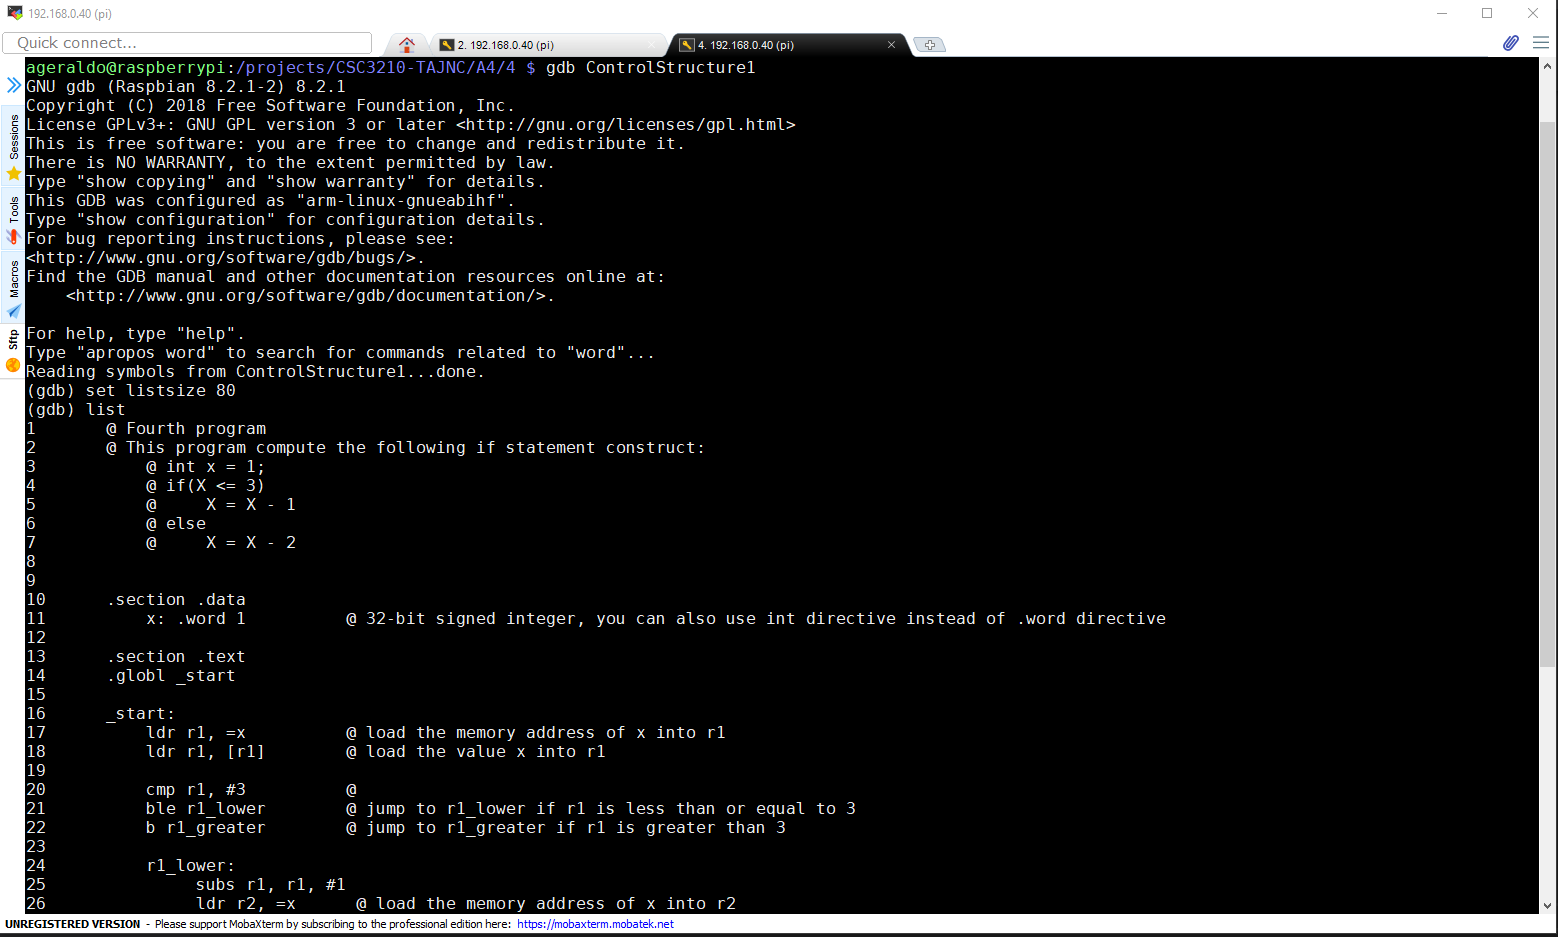 192.168.0.40 (pi)
Quick connect...
2. 192.168.0.40 (pi)
4. 192.168.0.40 (pi)
Sessions
Tools
Macros
Sftp
ageraldo@raspberrypi:/projects/CSC3210-TAJNC/A4/4 $ gdb ControlStructure1
GNU gdb (Raspbian 8.2.1-2) 8.2.1
Copyright (C) 2018 Free Software Foundation, Inc.
License GPLv3+: GNU GPL version 3 or later <http://gnu.org/licenses/gpl.html>
This is free software: you are free to change and redistribute it.
There is NO WARRANTY, to the extent permitted by law.
Type "show copying" and "show warranty" for details.
This GDB was configured as "arm-linux-gnueabihf".
Type "show configuration" for configuration details.
For bug reporting instructions, please see:
<http://www.gnu.org/software/gdb/bugs/>.
Find the GDB manual and other documentation resources online at:
    <http://www.gnu.org/software/gdb/documentation/>.
For help, type "help".
Type "apropos word" to search for commands related to "word"...
Reading symbols from ControlStructure1...done.
(gdb) set listsize 80
(gdb) list
1       @ Fourth program
2       @ This program compute the following if statement construct:
3           @ int x = 1;
4           @ if(X <= 3)
5           @     X = X - 1
6           @ else
7           @     X = X - 2
8
9
10      .section .data
11          x: .word 1          @ 32-bit signed integer, you can also use int directive instead of .word directive
12
13      .section .text
14      .globl _start
15
16      _start:
17          ldr r1, =x          @ load the memory address of x into r1
18          ldr r1, [r1]        @ load the value x into r1
19
20          cmp r1, #3          @
21          ble r1_lower        @ jump to r1_lower if r1 is less than or equal to 3
22          b r1_greater        @ jump to r1_greater if r1 is greater than 3
23
24          r1_lower:
25               subs r1, r1, #1
26               ldr r2, =x      @ load the memory address of x into r2
UNREGISTERED VERSION - Please support MobaXterm by subscribing to the professional edition here: https://mobaxterm.mobatek.net